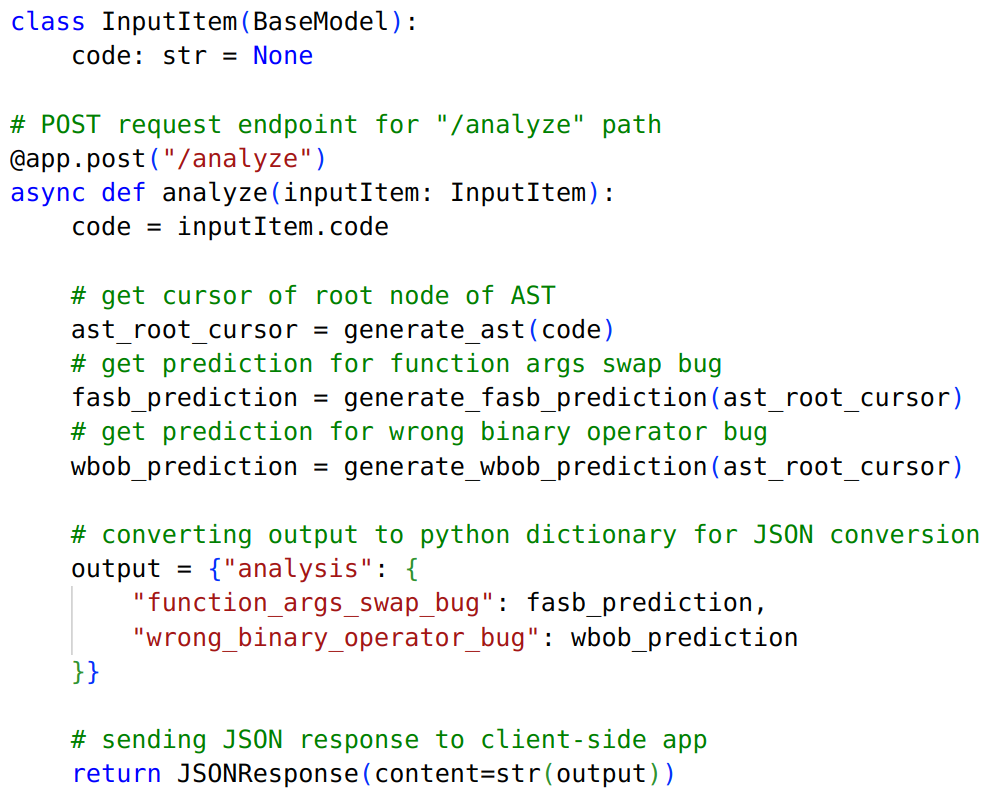 class InputItem(BaseModel):
    code: str = None

# POST request endpoint for "/analyze" path
@app.post("/analyze")
async def analyze(inputItem: InputItem):
    code = inputItem.code

    # get cursor of root node of AST
    ast_root_cursor = generate_ast(code)
    # get prediction for function args swap bug
    fasb_prediction = generate_fasb_prediction(ast_root_cursor)
    # get prediction for wrong binary operator bug
    wbob_prediction = generate_wbob_prediction(ast_root_cursor)

    # converting output to python dictionary for JSON conversion
    output = {"analysis": {
        "function_args_swap_bug": fasb_prediction,
        "wrong_binary_operator_bug": wbob_prediction
    }}

    # sending JSON response to client-side app
    return JSONResponse(content=str(output))